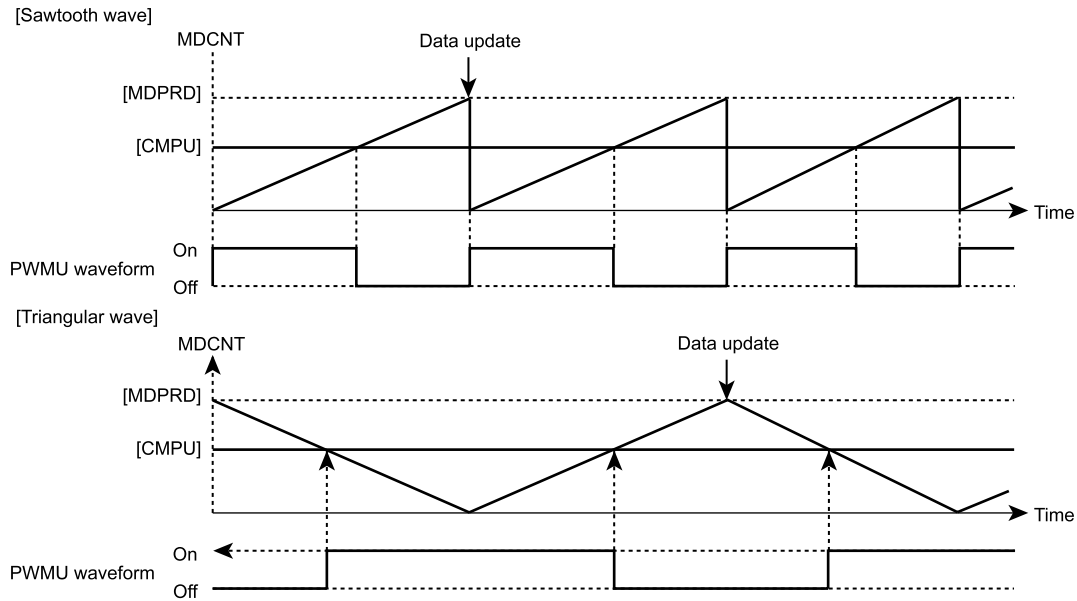 [Sawtooth wave]
MDCNT
Data update
[MDPRD]
[CMPU]
Time
On
PWMU waveform
Off
[Triangular wave]
MDCNT
Data update
[MDPRD]
[CMPU]
Time
On
PWMU waveform
Off